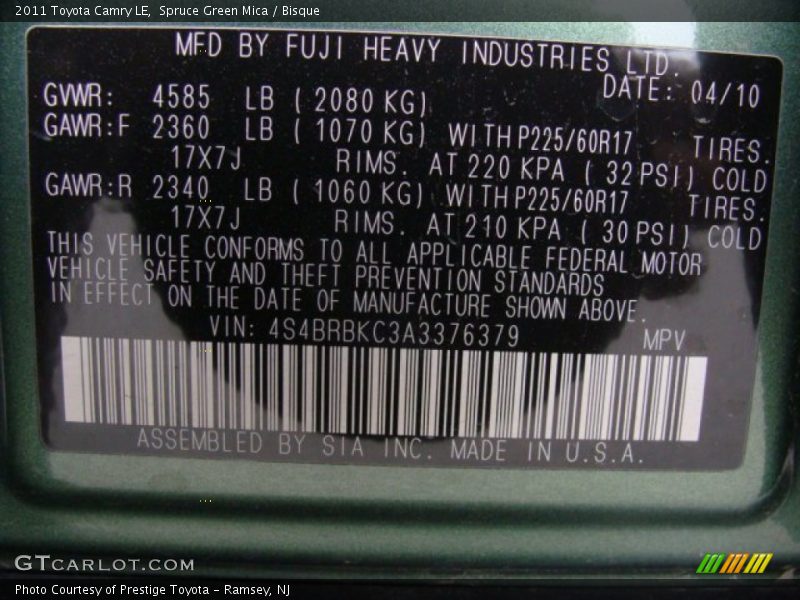 2011 Toyota Camry LE, Spruce Green Mica / Bisque
MFD BY FUJI HEAVY INDUSTRIES LTD.
DATE: 04/10
GVWR: 4585 LB ( 2080 KG)
GAWR:F 2360 LB ( 1070 KG) WITH P225/60R17 TIRES.
17X7J RIMS. AT 220 KPA ( 32 PSI) COLD
GAWR:R 2340 LB ( 1060 KG) WITH P225/60R17 TIRES.
17X7J RIMS. AT 210 KPA ( 30 PSI) COLD
THIS VEHICLE CONFORMS TO ALL APPLICABLE FEDERAL MOTOR
VEHICLE SAFETY AND THEFT PREVENTION STANDARDS
IN EFFECT ON THE DATE OF MANUFACTURE SHOWN ABOVE.
VIN: 4S4BRBKC3A3376379 MPV
ASSEMBLED BY SIA INC. MADE IN U.S.A.
GTCARLOT.COM
Photo Courtesy of Prestige Toyota - Ramsey, NJ